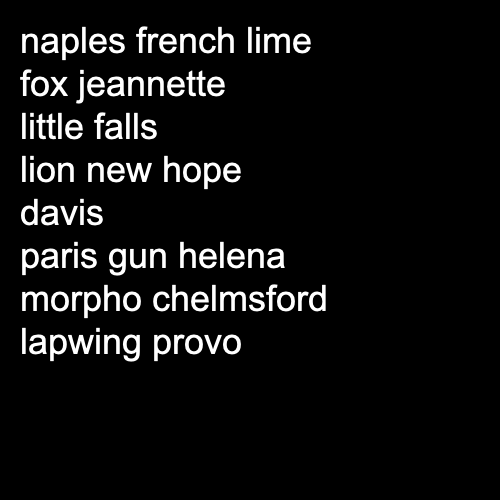 naples french lime
fox jeannette
little falls
lion new hope
davis
paris gun helena
morpho chelmsford
lapwing provo